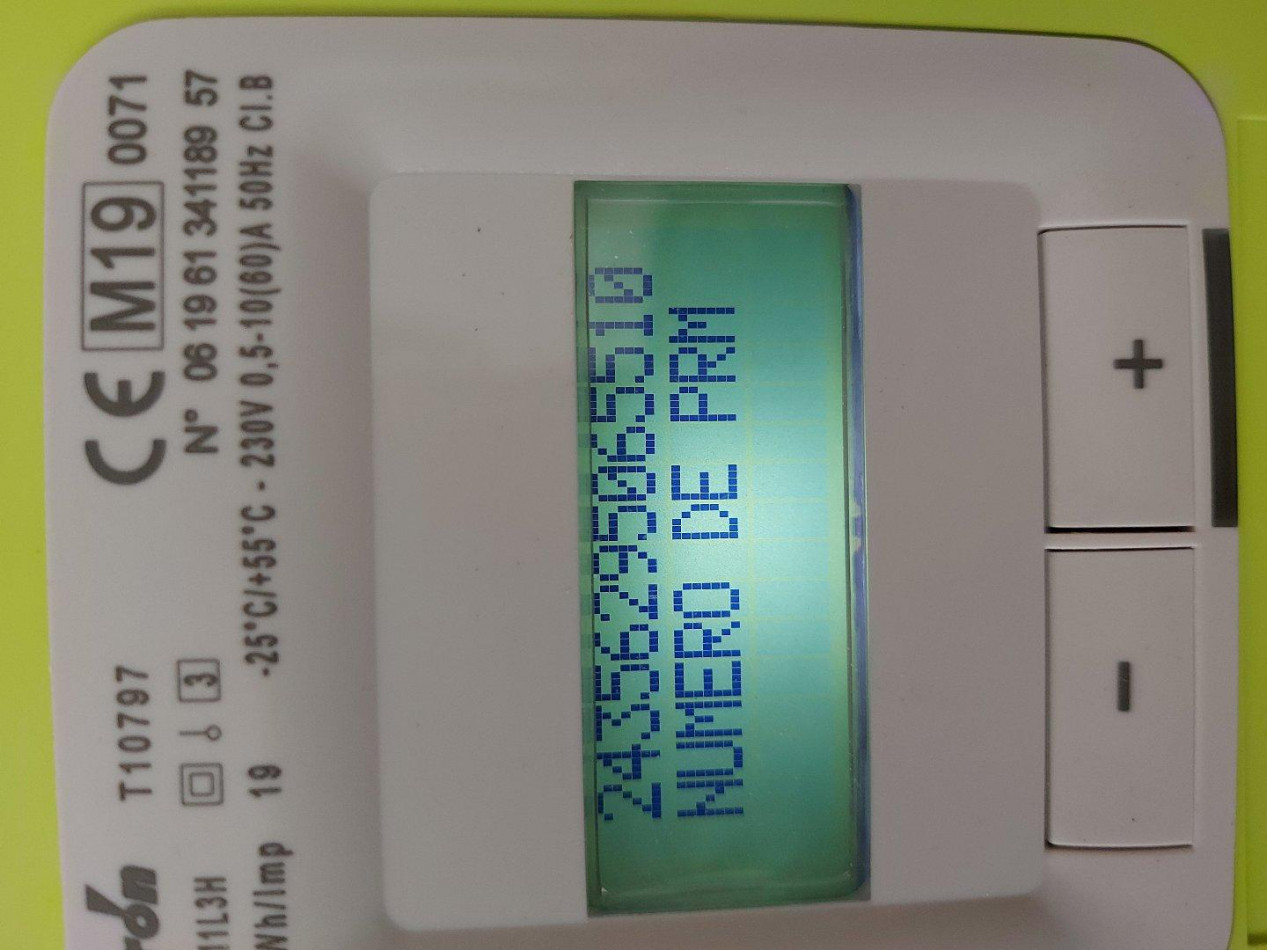 T10797 CE M19 0071
3 N° 06 19 61 341189 57
Wh/Imp 19 -25°C/+55°C - 230V 0,5-10(60)A 50Hz Cl.B
24356295065510
NUMERO DE PRM
+
-